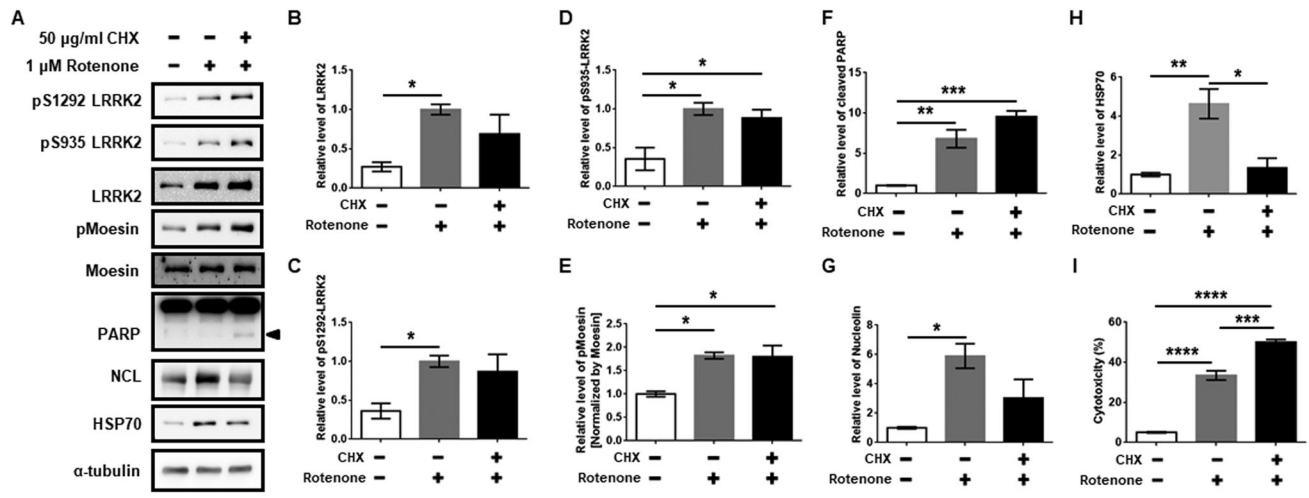 A
50 µg/ml CHX − − +
1 µM Rotenone − + +
pS1292 LRRK2
pS935 LRRK2
LRRK2
pMoesin
Moesin
PARP
NCL
HSP70
α-tubulin
B
Relative level of LRRK2
1.5
1.0
0.5
0.0
*
CHX − − +
Rotenone − + +
C
Relative level of pS1292-LRRK2
1.5
1.0
0.5
0.0
*
CHX − − +
Rotenone − + +
D
Relative level of pS935-LRRK2
1.5
1.0
0.5
0.0
*
*
CHX − − +
Rotenone − + +
E
Relative level of pMoesin
[Normalized by Moesin]
2.5
2.0
1.5
1.0
0.5
0.0
*
*
CHX − − +
Rotenone − + +
F
Relative level of cleaved PARP
15
10
5
0
***
**
CHX − − +
Rotenone − + +
G
Relative level of Nucleolin
8
6
4
2
0
*
CHX − − +
Rotenone − + +
H
Relative level of HSP70
6
4
2
0
**
*
CHX − − +
Rotenone − + +
I
Cytotoxicity (%)
60
40
20
0
****
***
****
CHX − − +
Rotenone − + +